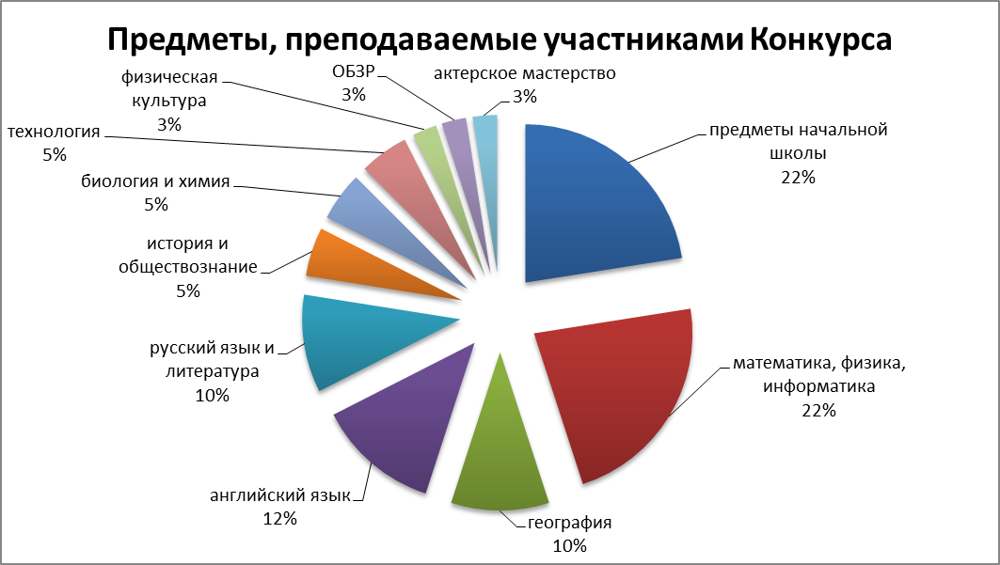 Предметы, преподаваемые участниками Конкурса
предметы начальной
школы
22%
математика, физика,
информатика
22%
география
10%
английский язык
12%
русский язык и
литература
10%
история и
обществознание
5%
биология и химия
5%
технология
5%
физическая
культура
3%
ОБЗР
3%
актерское мастерство
3%